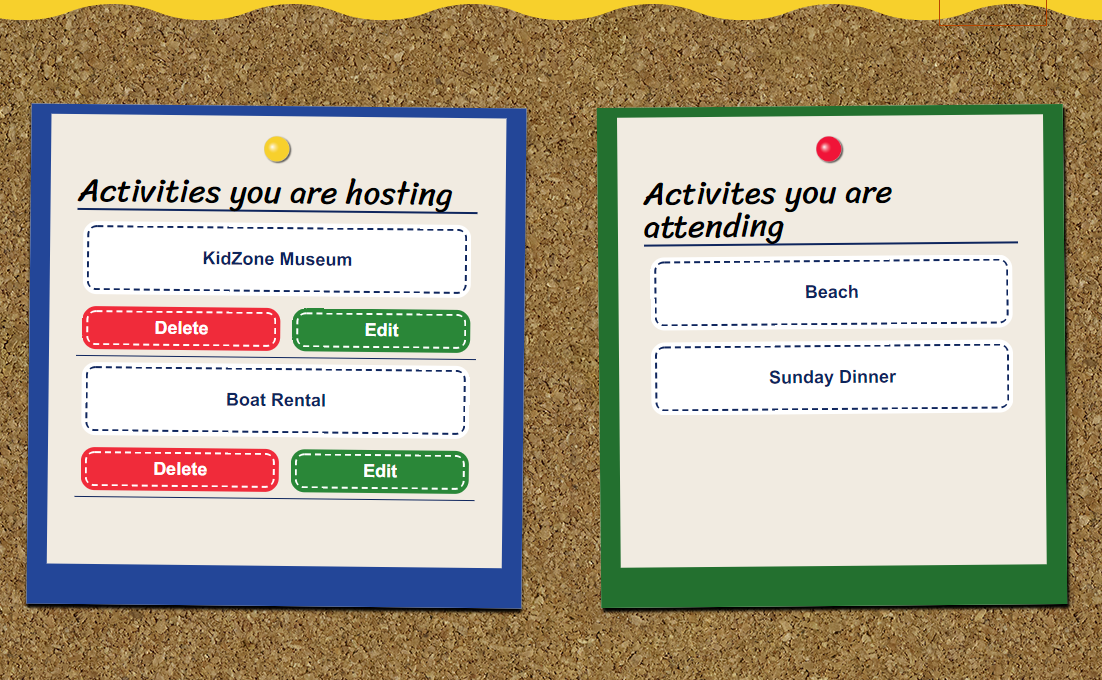 Activities you are hosting
KidZone Museum
Delete
Edit
Boat Rental
Delete
Edit
Activites you are
attending
Beach
Sunday Dinner